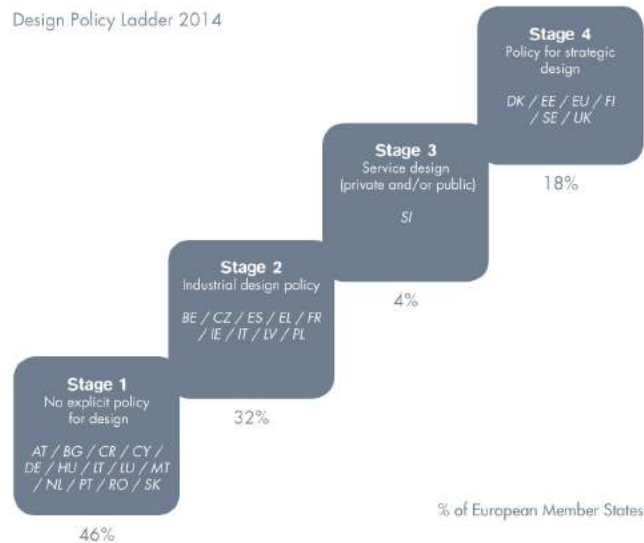 Design Policy Ladder 2014
Stage 4
Policy for strategic
design
DK / EE / EU / FI
/ SE / UK
18%
Stage 3
Service design
(private and/or public)
SI
4%
Stage 2
Industrial design policy
BE / CZ / ES / EL / FR
/ IE / IT / LV / PL
32%
Stage 1
No explicit policy
for design
AT / BG / CR / CY /
DE / HU / LT / LU / MT
/ NL / PT / RO / SK
46%
% of European Member States